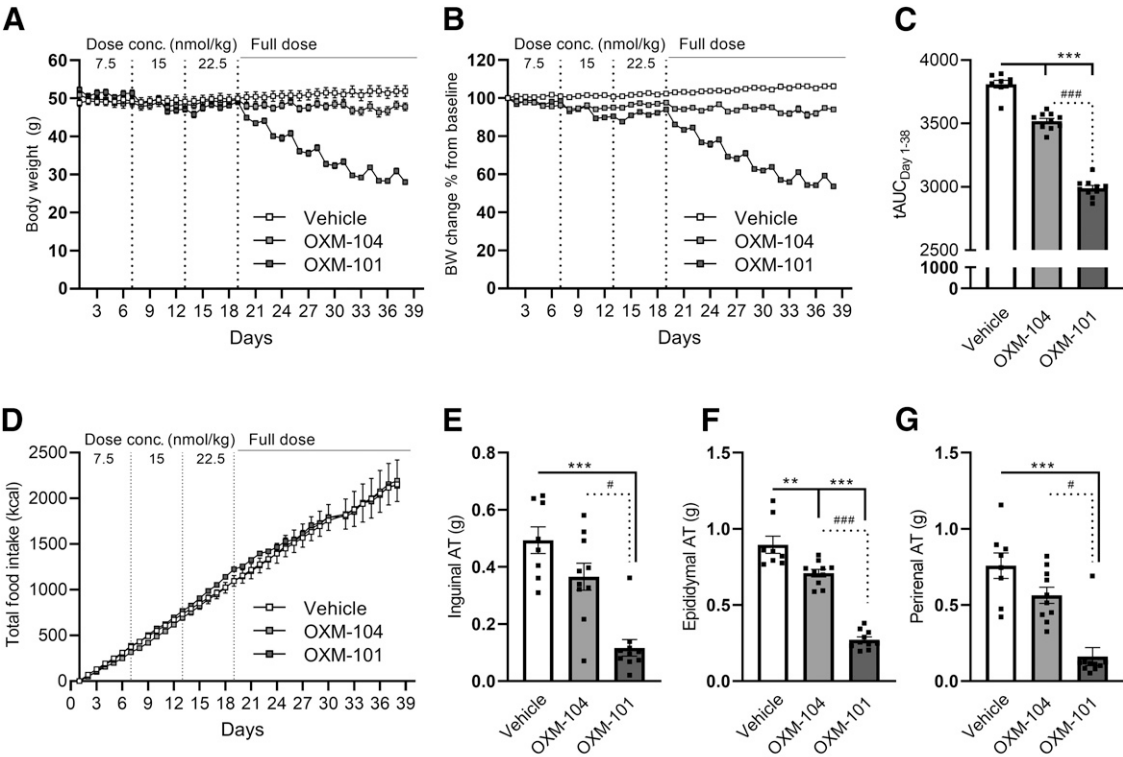 A
Dose conc. (nmol/kg) Full dose
7.5 15 22.5
Body weight (g)
60
50
40
30
20
10
0
Vehicle
OXM-104
OXM-101
3 6 9 12 15 18 21 24 27 30 33 36 39
Days
B
Dose conc. (nmol/kg) Full dose
7.5 15 22.5
BW change % from baseline
120
100
80
60
40
20
0
Vehicle
OXM-104
OXM-101
3 6 9 12 15 18 21 24 27 30 33 36 39
Days
C
tAUC Day 1-38
4000
3500
3000
2500
1000
0
***
###
Vehicle
OXM-104
OXM-101
D
Dose conc. (nmol/kg) Full dose
7.5 15 22.5
Total food intake (kcal)
2500
2000
1500
1000
500
0
Vehicle
OXM-104
OXM-101
0 3 6 9 12 15 18 21 24 27 30 33 36 39
Days
E
Inguinal AT (g)
0.8
0.6
0.4
0.2
0.0
***
#
Vehicle
OXM-104
OXM-101
F
Epididymal AT (g)
1.5
1.0
0.5
0.0
** ***
###
Vehicle
OXM-104
OXM-101
G
Perirenal AT (g)
1.5
1.0
0.5
0.0
***
#
Vehicle
OXM-104
OXM-101